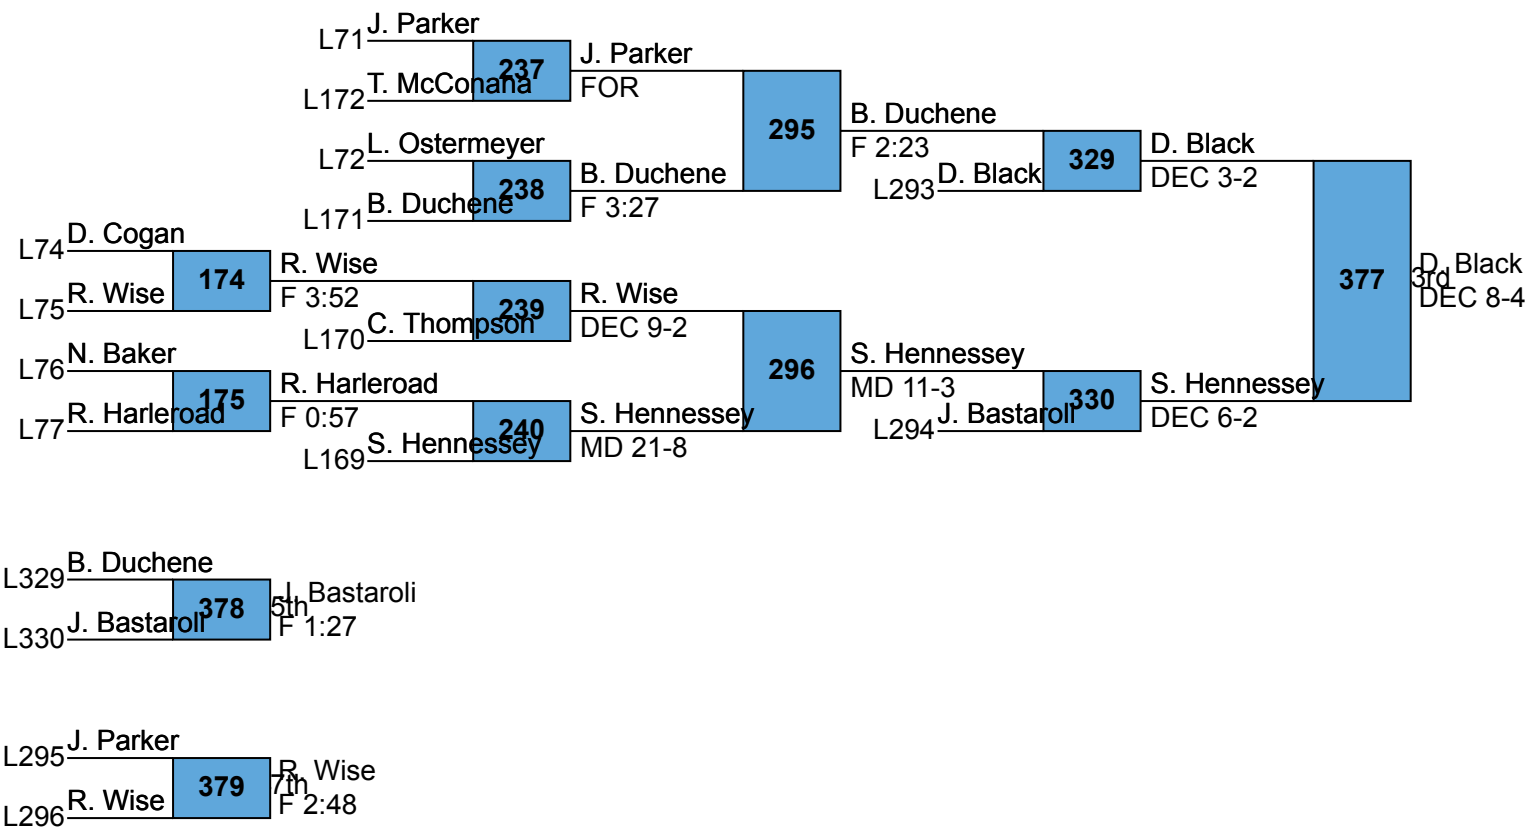 J. Parker
L71
237
J. Parker
FOR
T. McConaha
L172
295
B. Duchene
F 2:23
L. Ostermeyer
L72
238
B. Duchene
F 3:27
B. Duchene
L171
D. Black
L293
329
D. Black
DEC 3-2
D. Cogan
L74
174
R. Wise
F 3:52
R. Wise
L75
239
R. Wise
DEC 9-2
C. Thompson
L170
377
3rd
D. Black
DEC 8-4
N. Baker
L76
175
R. Harleroad
F 0:57
R. Harleroad
L77
296
S. Hennessey
MD 11-3
240
S. Hennessey
MD 21-8
S. Hennessey
L169
J. Bastaroli
L294
330
S. Hennessey
DEC 6-2
B. Duchene
L329
378
5th
J. Bastaroli
F 1:27
J. Bastaroli
L330
J. Parker
L295
379
7th
R. Wise
F 2:48
R. Wise
L296